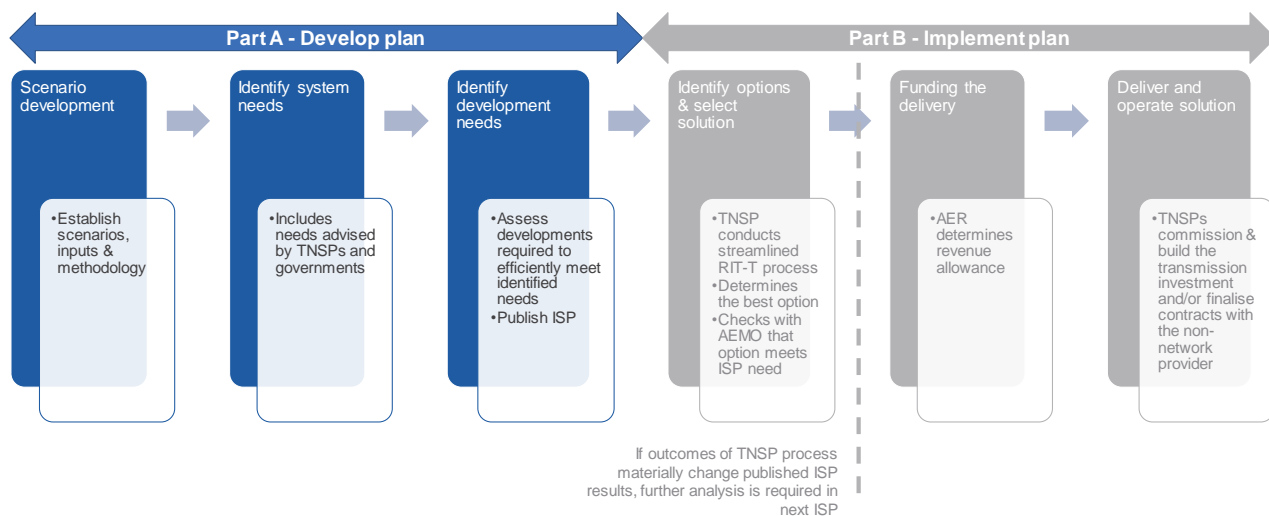 Part A - Develop plan
Part B - Implement plan
Scenario
development
Identify system
needs
Identify
development
needs
Identify options
& select
solution
Funding the
delivery
Deliver and
operate solution
•Establish
scenarios,
inputs &
methodology
•Includes
needs advised
by TNSPs and
governments
•Assess
developments
required to
efficiently meet
identified
needs
•Publish ISP
•TNSP
conducts
streamlined
RIT-T process
•Determines
the best option
•Checks with
AEMO that
option meets
ISP need
•AER
determines
revenue
allowance
•TNSPs
commission &
build the
transmission
investment
and/or finalise
contracts with
the non-
network
provider
If outcomes of TNSP process
materially change published ISP
results, further analysis is required in
next ISP